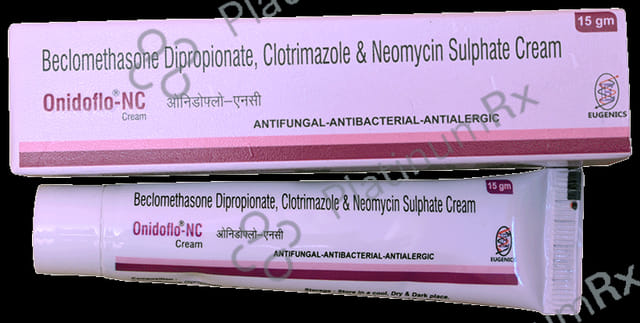 15 gm
Beclomethasone Dipropionate, Clotrimazole & Neomycin Sulphate Cream
Onidoflo-NC® ओनिडोफ्लो-एनसी
Cream
ANTIFUNGAL-ANTIBACTERIAL-ANTIALERGIC
EUGENICS
PlatinumRx
15 gm
Beclomethasone Dipropionate, Clotrimazole & Neomycin Sulphate Cream
Onidoflo-NC® ओनिडोफ्लो-एनसी
Cream
ANTIFUNGAL-ANTIBACTERIAL-ANTIALERGIC
EUGENICS
Storage : Store in a cool, Dry & Dark place.
PlatinumRx